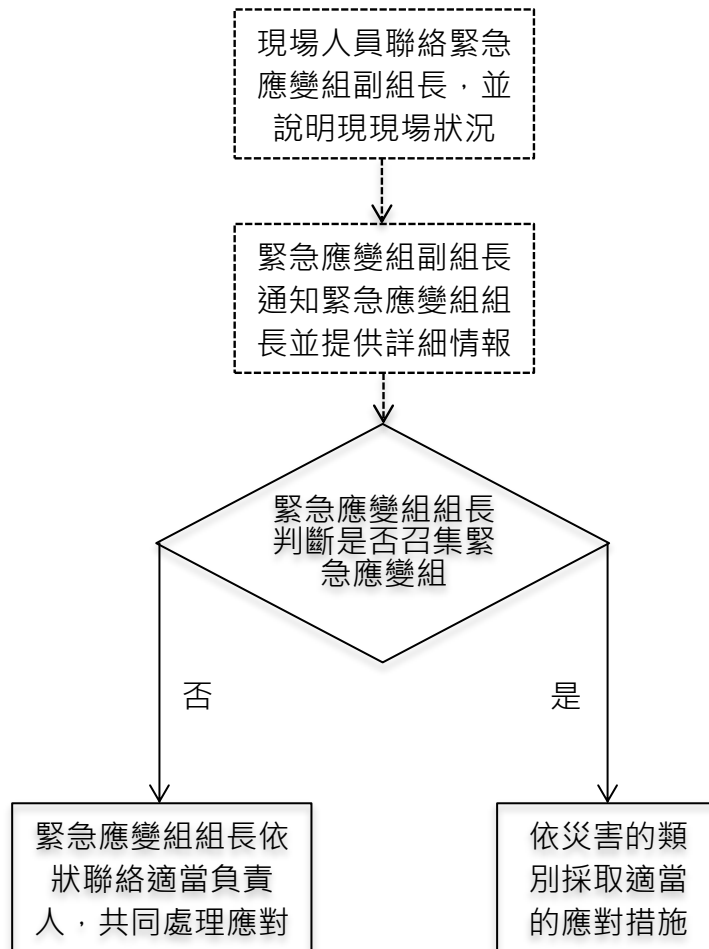 現場人員聯絡緊急
應變組副組長，並
說明現現場狀況
緊急應變組副組長
通知緊急應變組組
長並提供詳細情報
緊急應變組組長
判斷是否召集緊
急應變組
否
是
緊急應變組組長依
狀聯絡適當負責
人，共同處理應對
依災害的類
別採取適當
的應對措施